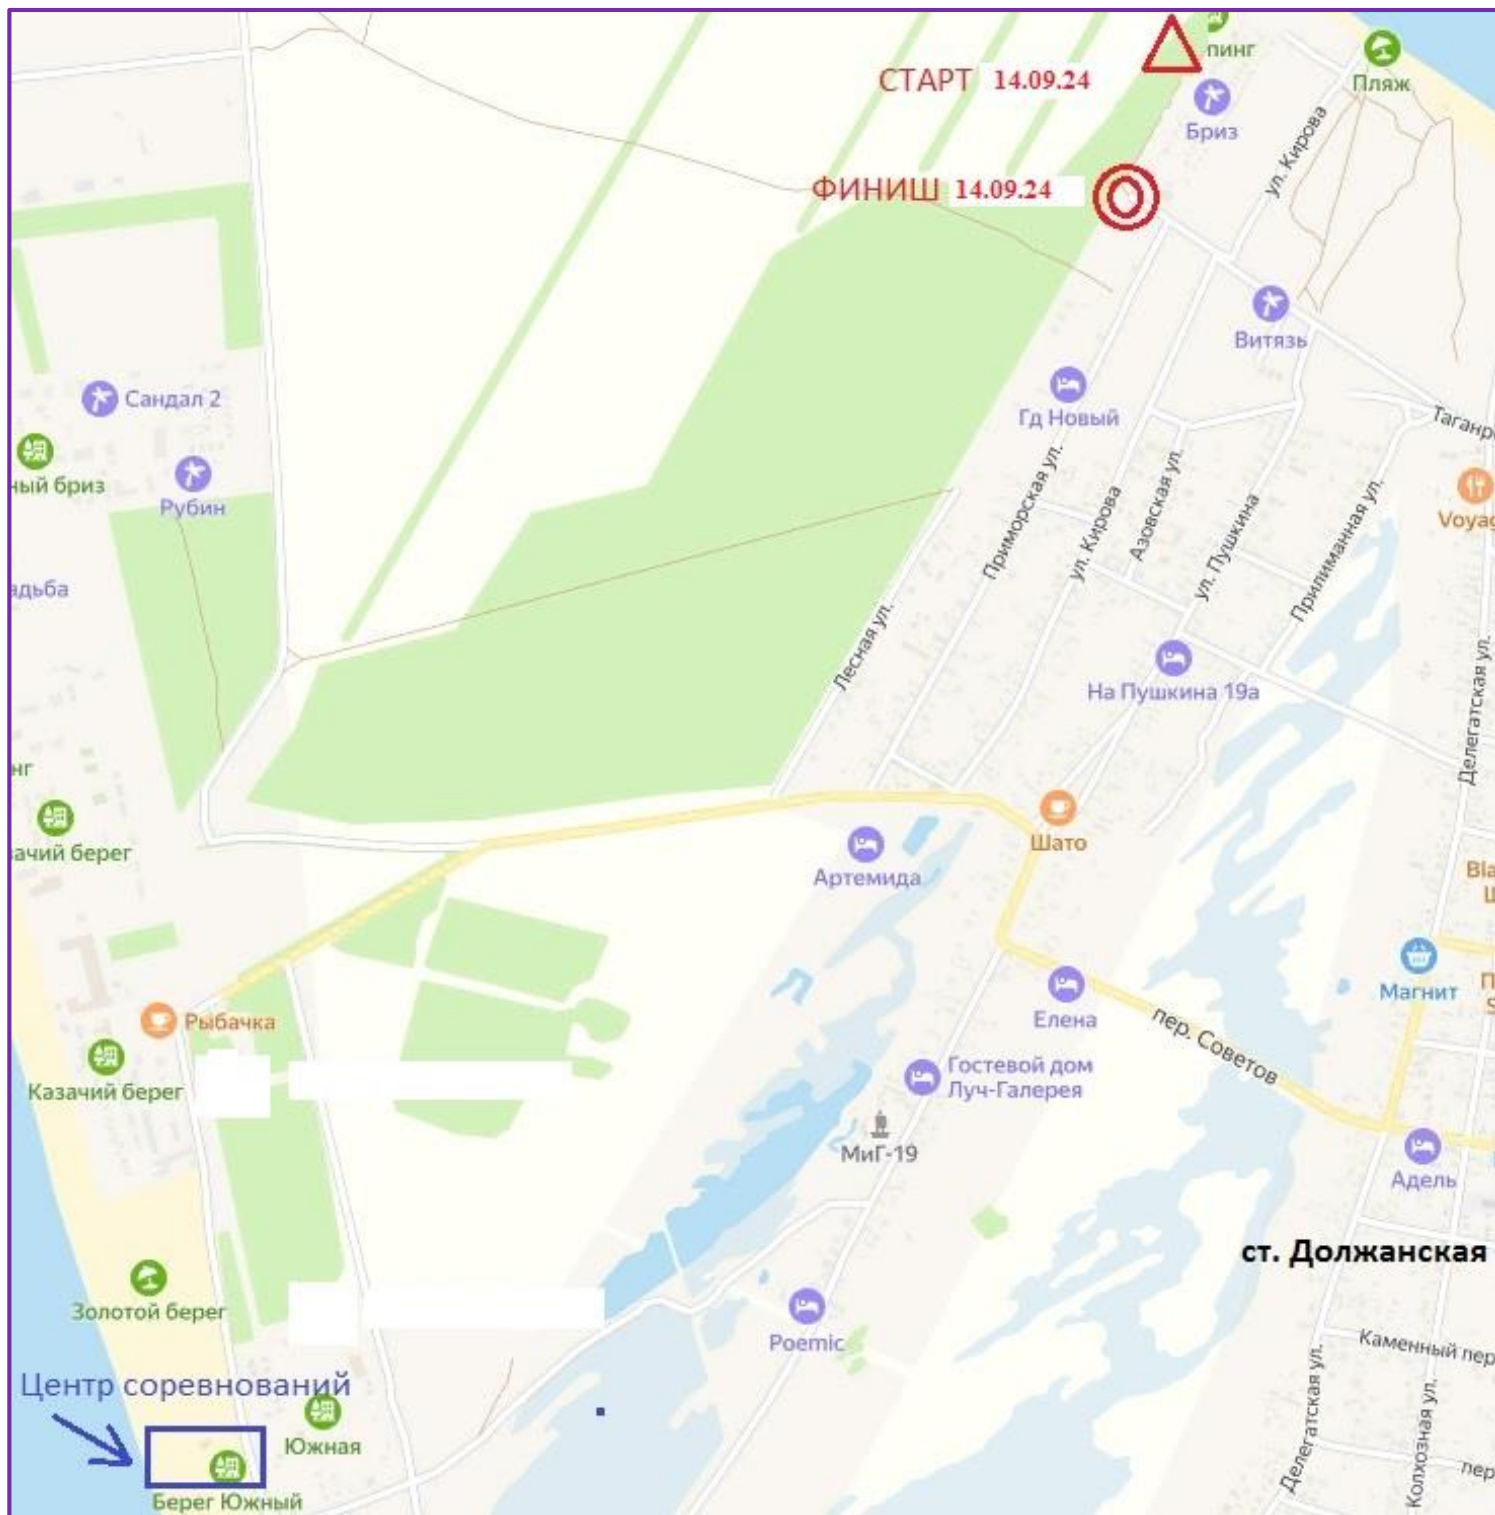 пинг
Пляж
СТАРТ 14.09.24
Бриз
ул. Кирова
ФИНИШ 14.09.24
Витязь
Сандал 2
Гд Новый
Таганр
ный бриз
Рубин
Приморская ул.
ул. Кирова
Азовская ул.
ул. Пушкина
Прилиманная ул.
Voyag
адьба
Лесная ул.
На Пушкина 19а
Делегатская ул.
нг
ачий берег
Шато
Артемида
Bla
Магнит
Рыбачка
Елена
пер. Советов
Казачий берег
Гостевой дом
Луч-Галерея
МиГ-19
Адель
ст. Должанская
Золотой берег
Poemic
Каменный пер
Центр соревнований
Южная
Делегатская ул.
Колхозная ул.
пер
Берег Южный